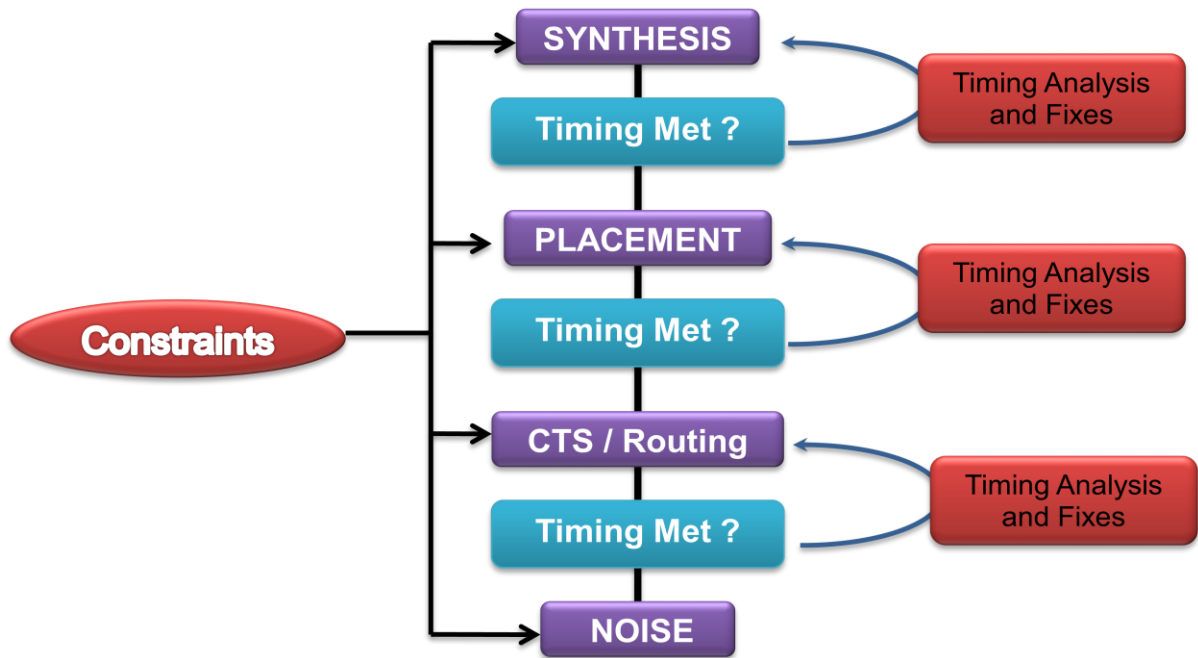 SYNTHESIS
Timing Met ?
Timing Analysis
and Fixes
PLACEMENT
Timing Met ?
Timing Analysis
and Fixes
Constraints
CTS / Routing
Timing Met ?
Timing Analysis
and Fixes
NOISE